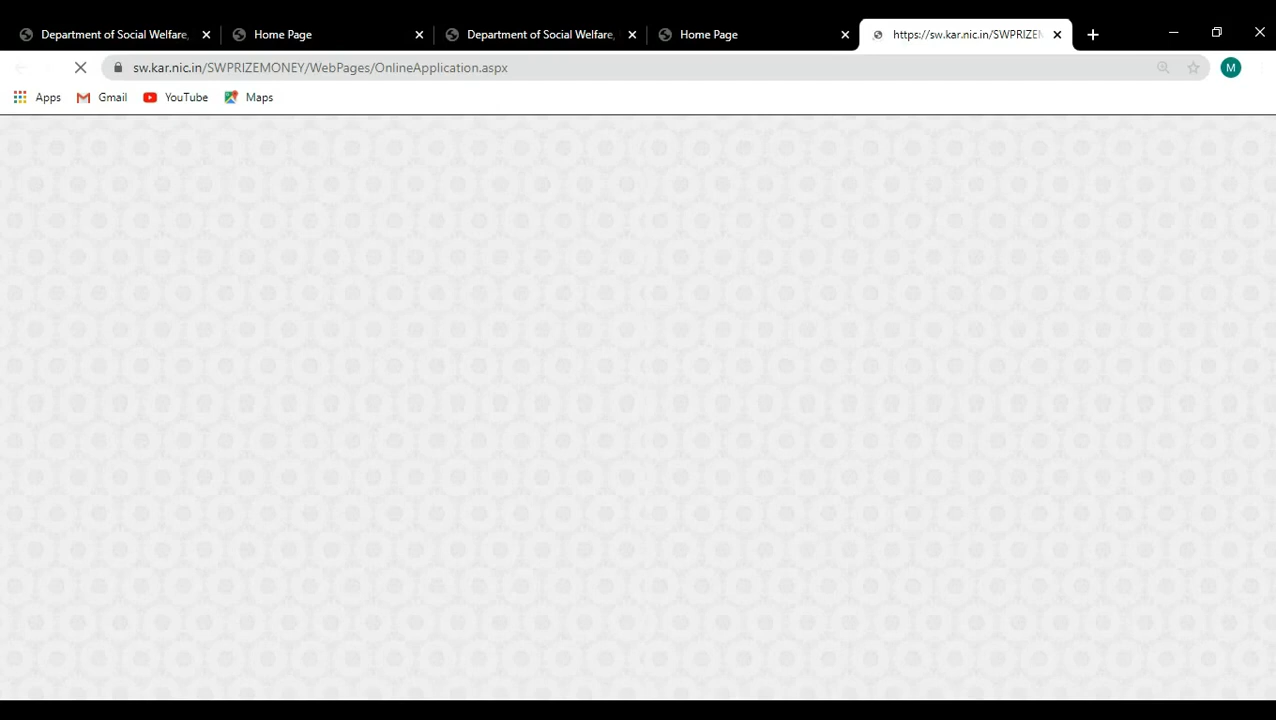 Department of Social Welfare,
Home Page
Department of Social Welfare,
Home Page
https://sw.kar.nic.in/SWPRIZEM
sw.kar.nic.in/SWPRIZEMONEY/WebPages/OnlineApplication.aspx
M
Apps
Gmail
YouTube
Maps